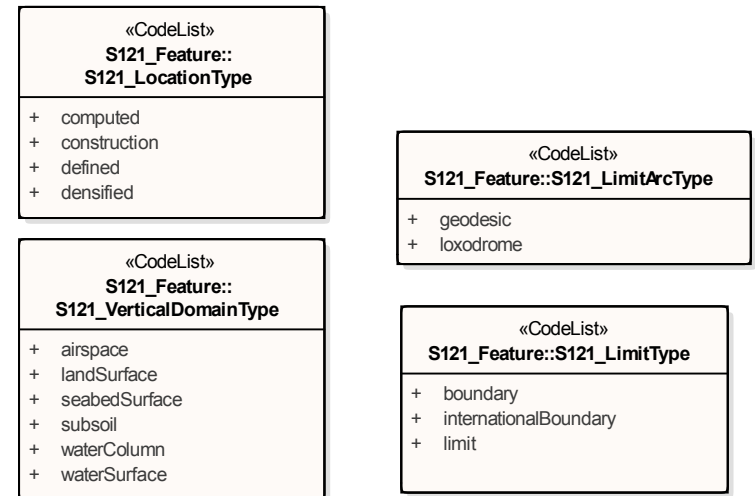 «CodeList»
S121_Feature::
S121_LocationType
+ computed
+ construction
+ defined
+ densified
«CodeList»
S121_Feature::
S121_VerticalDomainType
+ airspace
+ landSurface
+ seabedSurface
+ subsoil
+ waterColumn
+ waterSurface
«CodeList»
S121_Feature::S121_LimitArcType
+ geodesic
+ loxodrome
«CodeList»
S121_Feature::S121_LimitType
+ boundary
+ internationalBoundary
+ limit